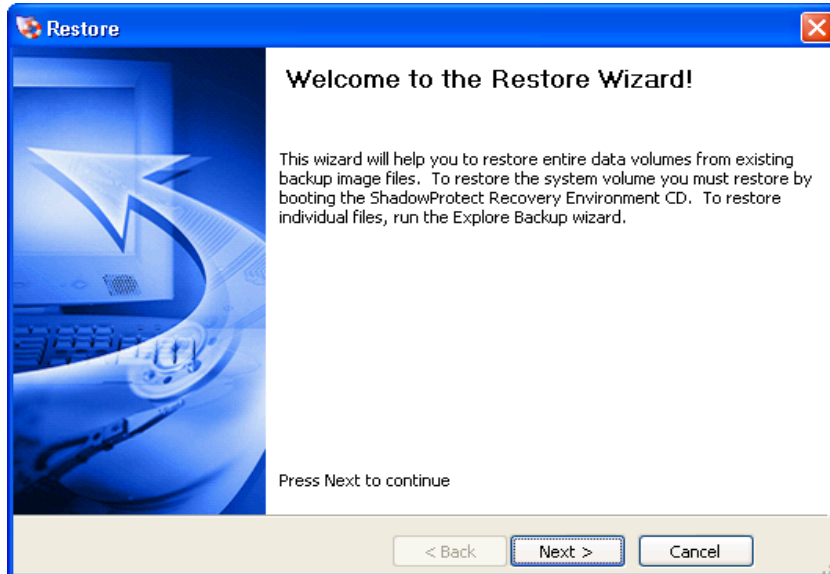 Restore
Welcome to the Restore Wizard!
This wizard will help you to restore entire data volumes from existing
backup image files.  To restore the system volume you must restore by
booting the ShadowProtect Recovery Environment CD.  To restore
individual files, run the Explore Backup wizard.
Press Next to continue
< Back
Next >
Cancel